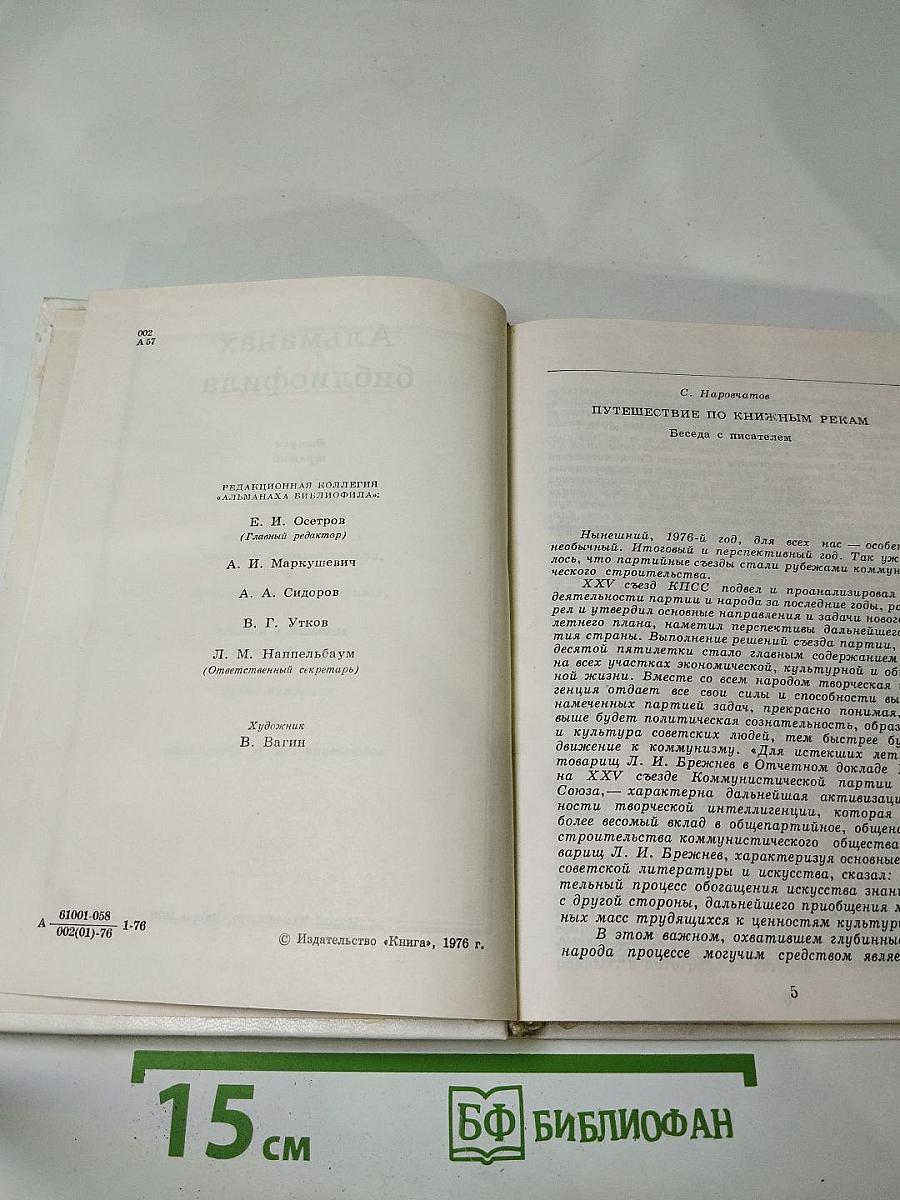 002
А57
РЕДАКЦИОННАЯ КОЛЛЕГИЯ
«АЛЬМАНАХА БИБЛИОФИЛА»:
Е. И. Осетров
(Главный редактор)
А. И. Маркушевич
А. А. Сидоров
В. Г. Утков
Л. М. Наппельбаум
(Ответственный секретарь)
Художник
В. Вагин
А 61001-058
002(01)-76 1-76
© Издательство «Книга», 1976 г.
С. Наровчатов
ПУТЕШЕСТВИЕ ПО КНИЖНЫМ РЕКАМ
Беседа с писателем
Нынешний, 1976-й год, для всех нас — особен
необычный. Итоговый и перспективный год. Так уж
лось, что партийные съезды стали рубежами коммун
ческого строительства.
XXV съезд КПСС подвел и проанализировал
деятельности партии и народа за последние годы, ра
рел и утвердил основные направления и задачи нового
летнего плана, наметил перспективы дальнейшего
тия страны. Выполнение решений съезда партии,
десятой пятилетки стало главным содержанием
на всех участках экономической, культурной и об
ной жизни. Вместе со всем народом творческая
генция отдает все свои силы и способности вы
намеченных партией задач, прекрасно понимая,
выше будет политическая сознательность, образ
и культура советских людей, тем быстрее бу
движение к коммунизму. «Для истекших лет
товарищ Л. И. Брежнев в Отчетном докладе
на XXV съезде Коммунистической партии
Союза,— характерна дальнейшая активизаци
ности творческой интеллигенции, которая
более весомый вклад в общепартийное, общена
строительства коммунистического общества
варищ Л. И. Брежнев, характеризуя основные
советской литературы и искусства, сказал:
тельный процесс обогащения искусства знани
с другой стороны, дальнейшего приобщения м
ных масс трудящихся к ценностям культуры
В этом важном, охватившем глубинные
народа процессе могучим средством являе
5
15 см
БФ БИБЛИОФАН